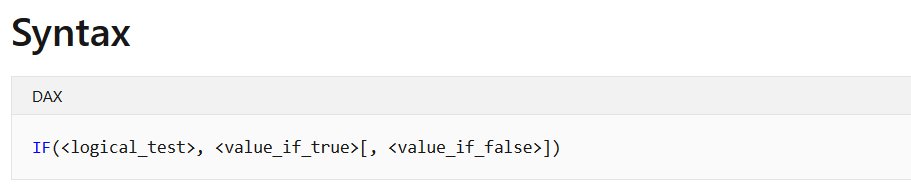 Syntax
DAX
IF(<logical_test>, <value_if_true>[, <value_if_false>])